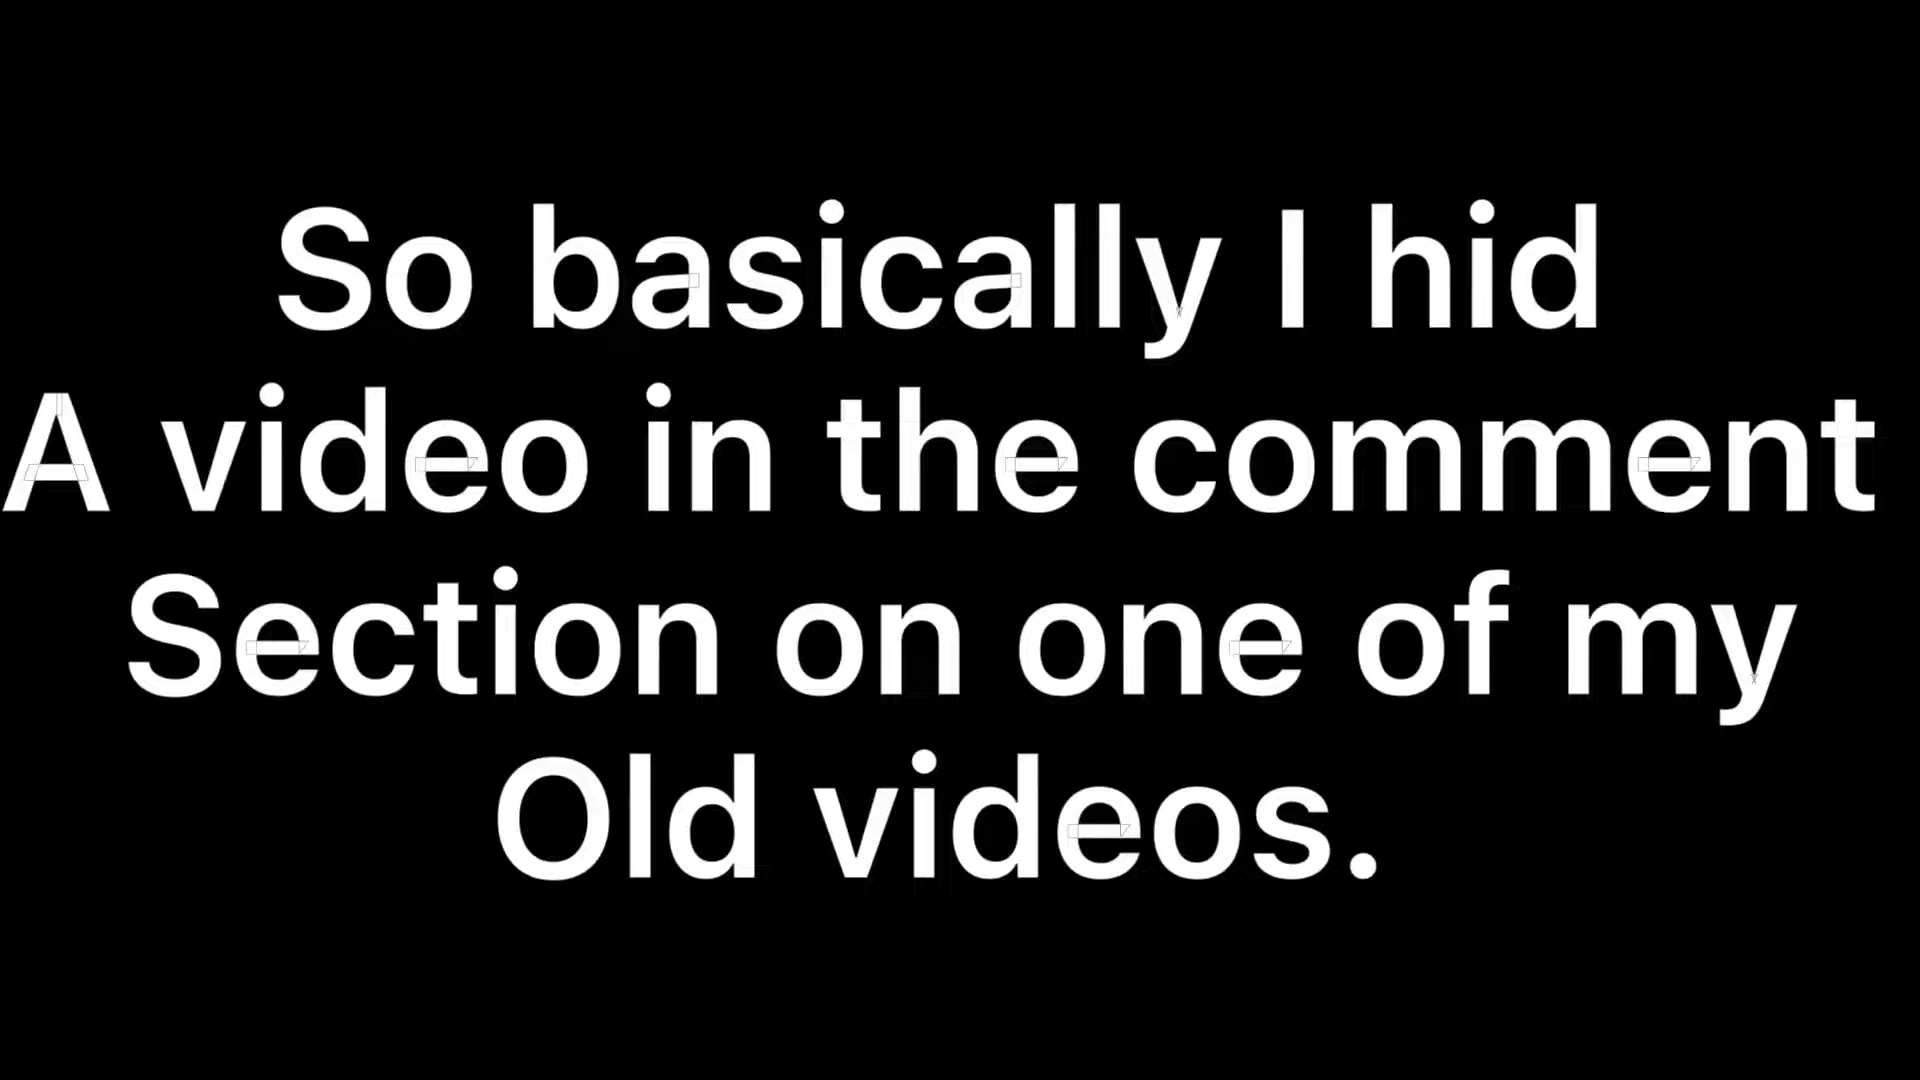 So basically I hid
A video in the comment
Section on one of my
Old videos.